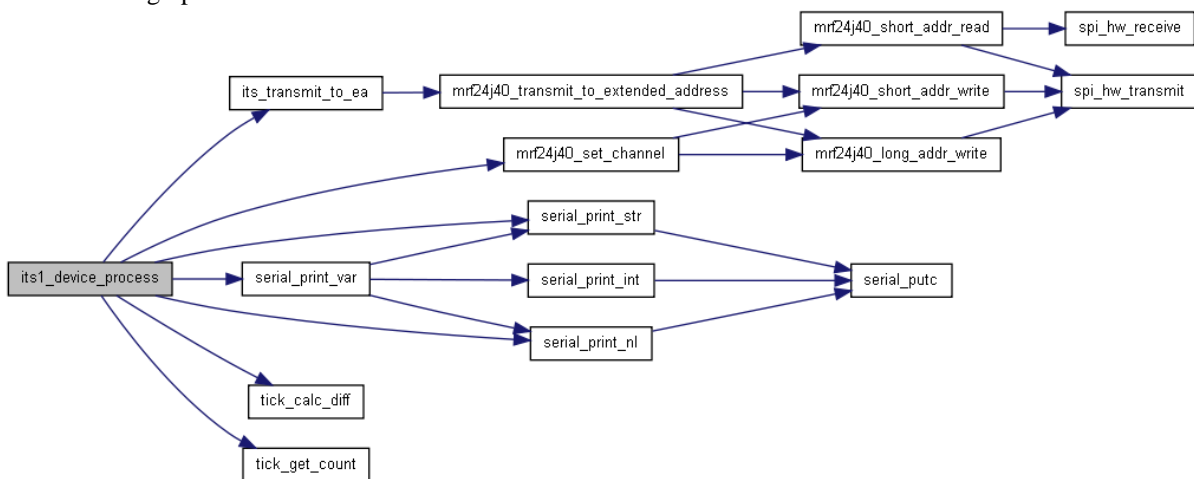 mrf24j40_short_addr_read
spi_hw_receive
its_transmit_to_ea
mrf24j40_transmit_to_extended_address
mrf24j40_short_addr_write
spi_hw_transmit
mrf24j40_set_channel
mrf24j40_long_addr_write
serial_print_str
its1_device_process
serial_print_var
serial_print_int
serial_putc
serial_print_nl
tick_calc_diff
tick_get_count